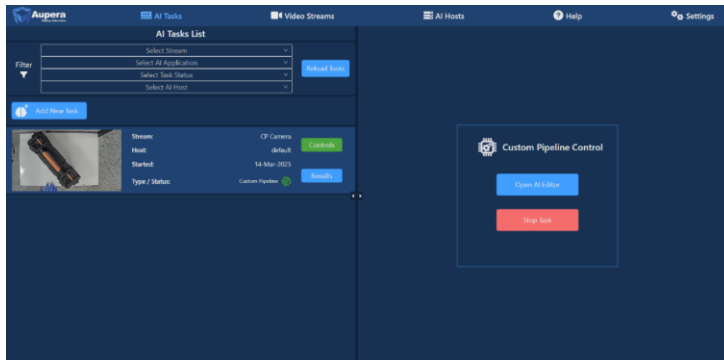 Aupera
AI Tasks
Video Streams
AI Hosts
Help
Settings
AI Tasks List
Filter
Select Stream
Select AI Application
Select Task Status
Select AI Host
Reload Tasks
Add New Task
Stream: CP Camera
Host: default
Started: 14-Mar-2023
Type / Status: Custom Pipeline
Controls
Results
Custom Pipeline Control
Open AI Editor
Stop Task